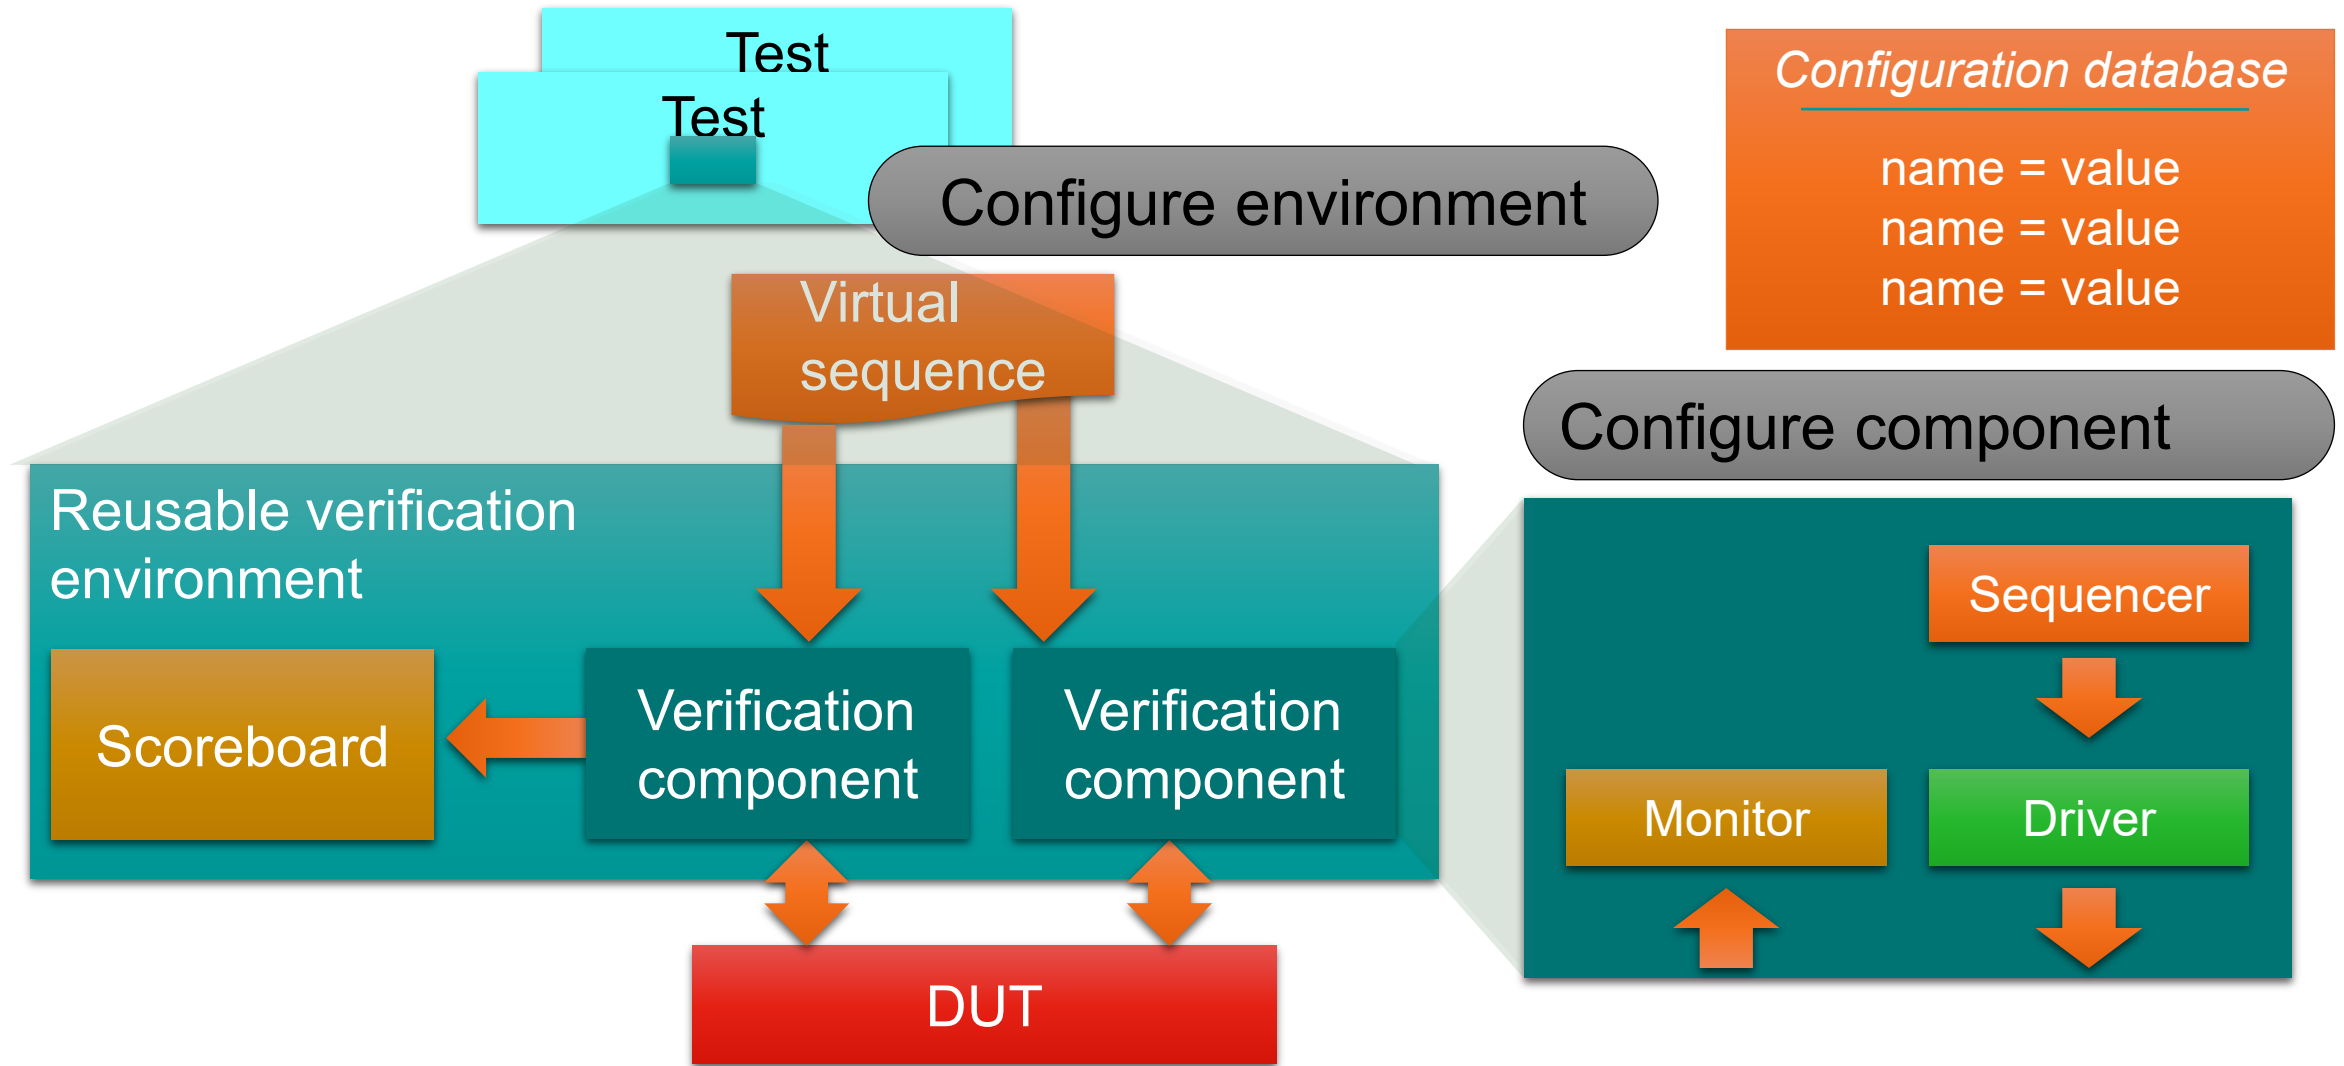 Test
Test
Configure environment
Configuration database
name = value
name = value
name = value
Virtual
sequence
Configure component
Reusable verification
environment
Scoreboard
Verification
component
Verification
component
Sequencer
Monitor
Driver
DUT